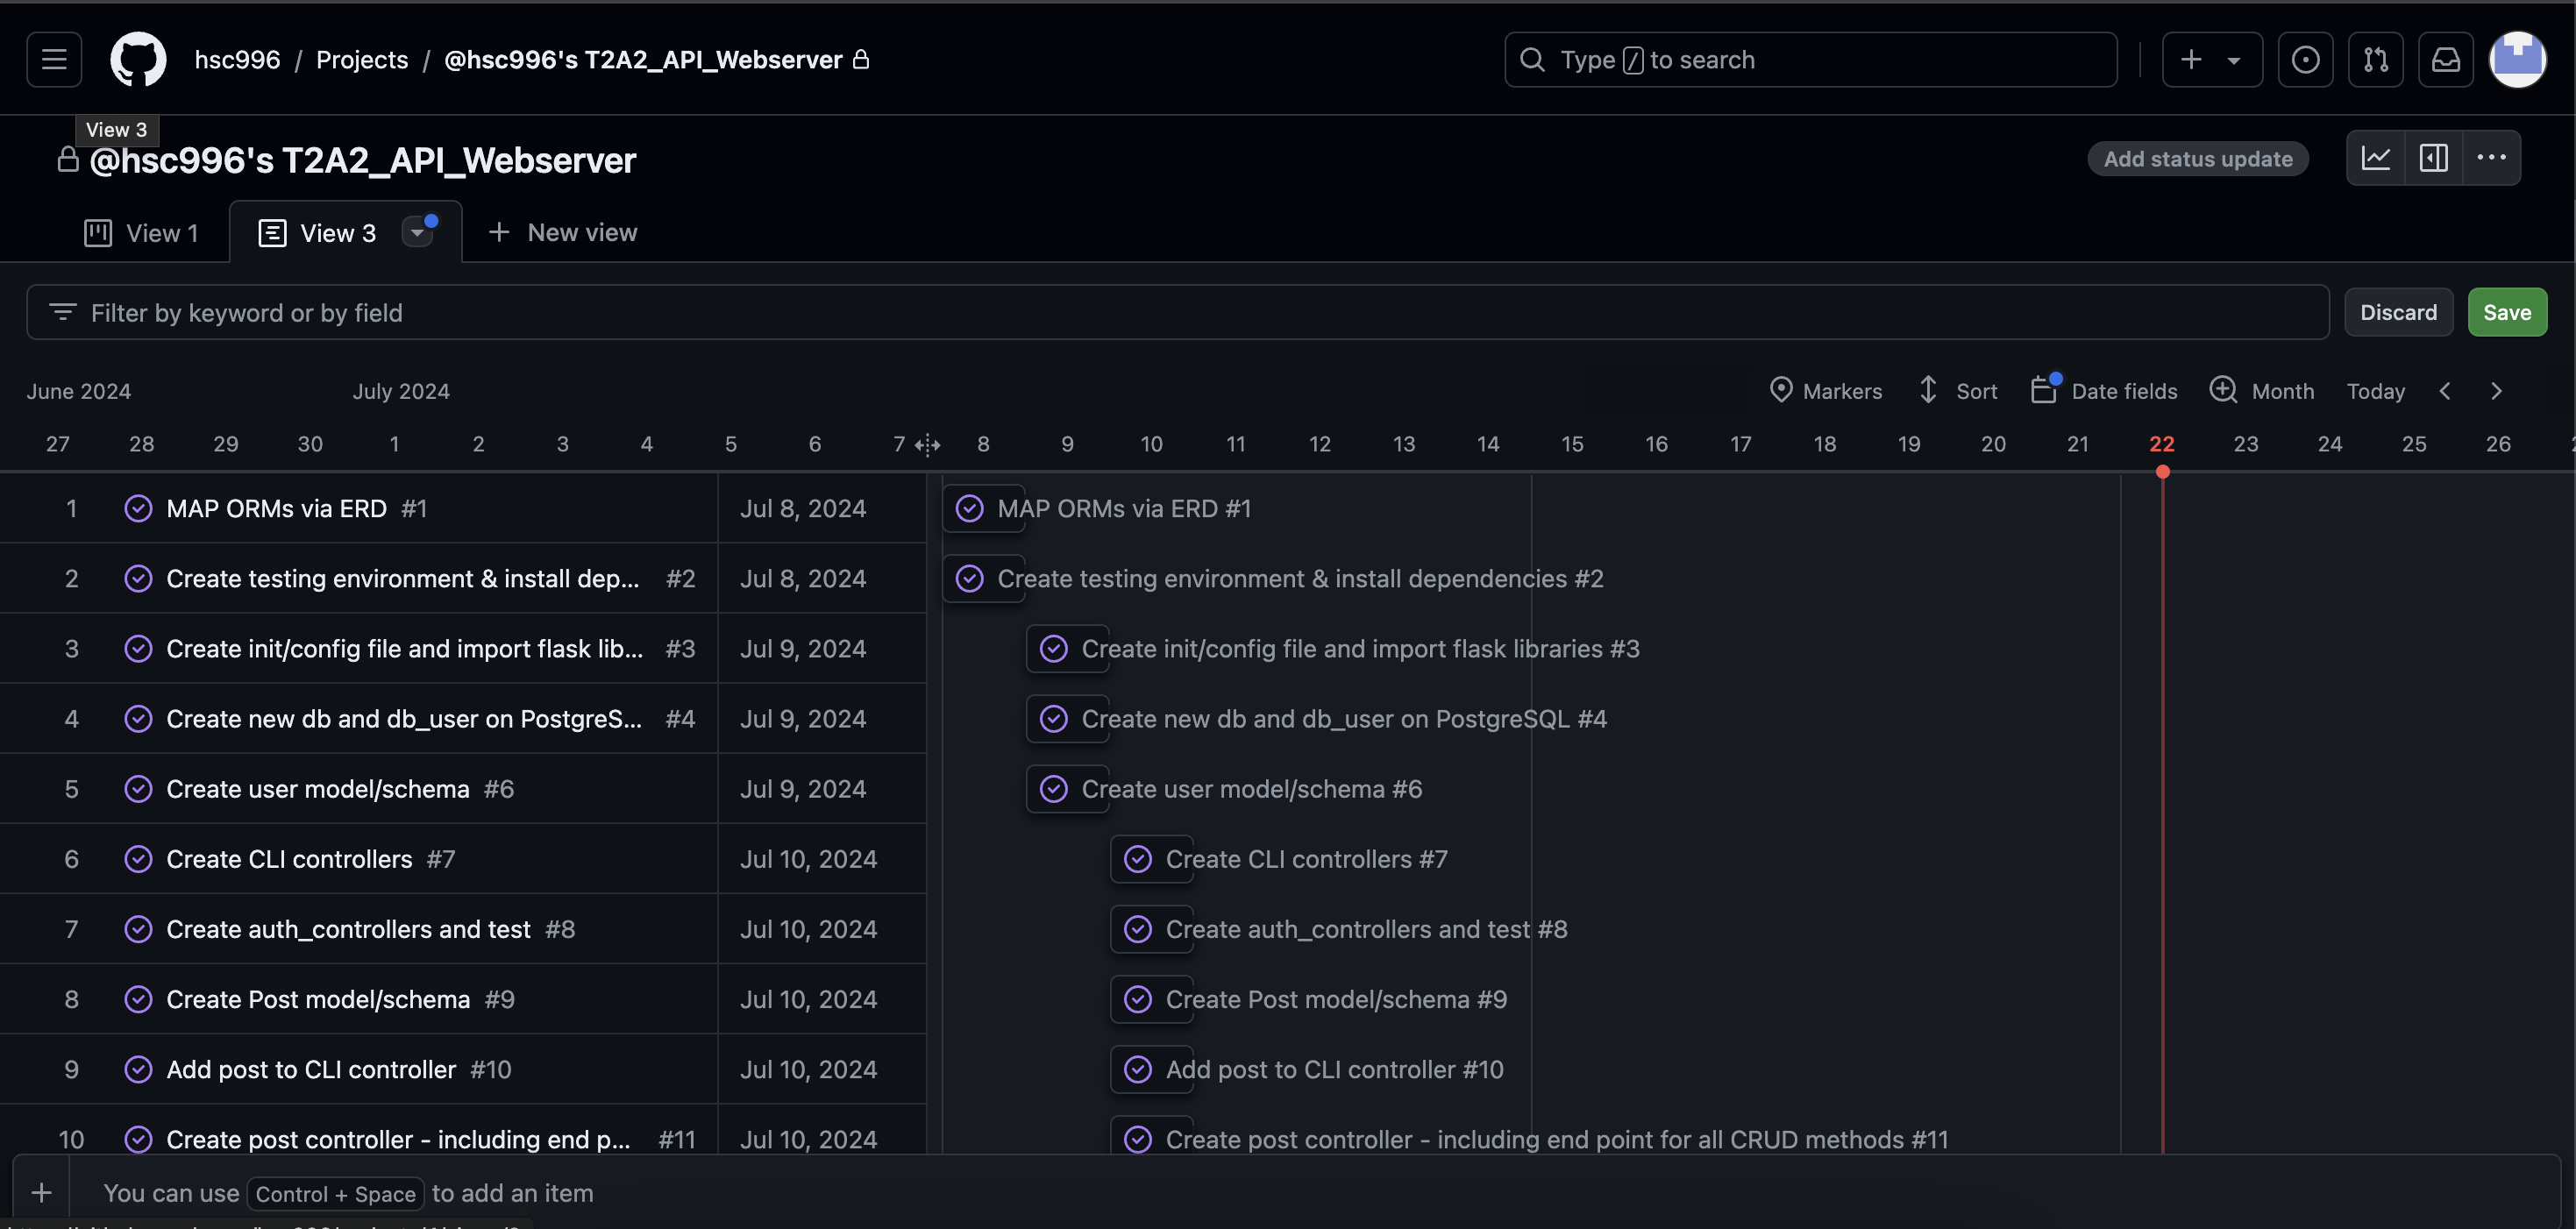 hsc996 / Projects / @hsc996's T2A2_API_Webserver
Type / to search
View 3
@hsc996's T2A2_API_Webserver
Add status update
View 1
View 3
New view
Filter by keyword or by field
Discard
Save
June 2024
July 2024
Markers
Sort
Date fields
Month
Today
27 28 29 30 1 2 3 4 5 6 7 8 9 10 11 12 13 14 15 16 17 18 19 20 21 22 23 24 25 26
1 MAP ORMs via ERD #1 Jul 8, 2024 MAP ORMs via ERD #1
2 Create testing environment & install dep... #2 Jul 8, 2024 Create testing environment & install dependencies #2
3 Create init/config file and import flask lib... #3 Jul 9, 2024 Create init/config file and import flask libraries #3
4 Create new db and db_user on PostgreS... #4 Jul 9, 2024 Create new db and db_user on PostgreSQL #4
5 Create user model/schema #6 Jul 9, 2024 Create user model/schema #6
6 Create CLI controllers #7 Jul 10, 2024 Create CLI controllers #7
7 Create auth_controllers and test #8 Jul 10, 2024 Create auth_controllers and test #8
8 Create Post model/schema #9 Jul 10, 2024 Create Post model/schema #9
9 Add post to CLI controller #10 Jul 10, 2024 Add post to CLI controller #10
10 Create post controller - including end p... #11 Jul 10, 2024 Create post controller - including end point for all CRUD methods #11
You can use Control + Space to add an item